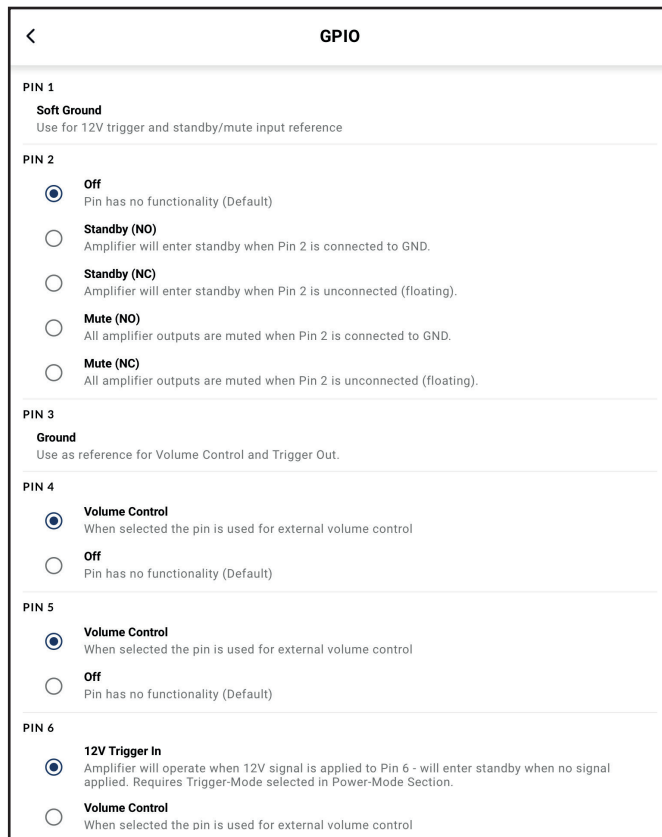 GPIO
PIN 1
Soft Ground
Use for 12V trigger and standby/mute input reference
PIN 2
Off
Pin has no functionality (Default)
Standby (NO)
Amplifier will enter standby when Pin 2 is connected to GND.
Standby (NC)
Amplifier will enter standby when Pin 2 is unconnected (floating).
Mute (NO)
All amplifier outputs are muted when Pin 2 is connected to GND.
Mute (NC)
All amplifier outputs are muted when Pin 2 is unconnected (floating).
PIN 3
Ground
Use as reference for Volume Control and Trigger Out.
PIN 4
Volume Control
When selected the pin is used for external volume control
Off
Pin has no functionality (Default)
PIN 5
Volume Control
When selected the pin is used for external volume control
Off
Pin has no functionality (Default)
PIN 6
12V Trigger In
Amplifier will operate when 12V signal is applied to Pin 6 - will enter standby when no signal
applied. Requires Trigger-Mode selected in Power-Mode Section.
Volume Control
When selected the pin is used for external volume control